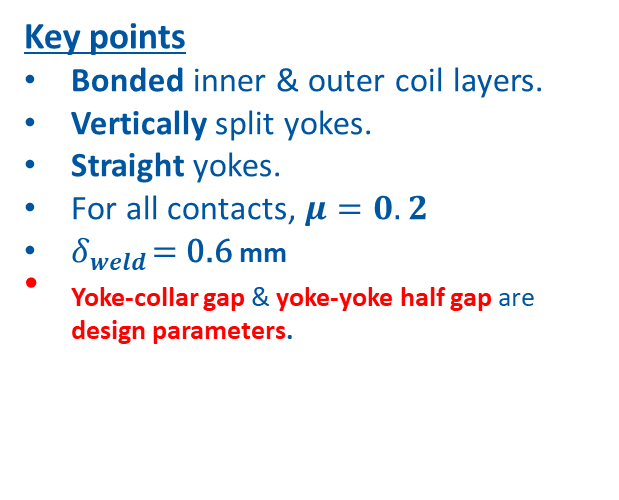 Key points
• Bonded inner & outer coil layers.
• Vertically split yokes.
• Straight yokes.
• For all contacts, μ = 0.2
• δ_weld = 0.6 mm
• Yoke-collar gap & yoke-yoke half gap are
design parameters.